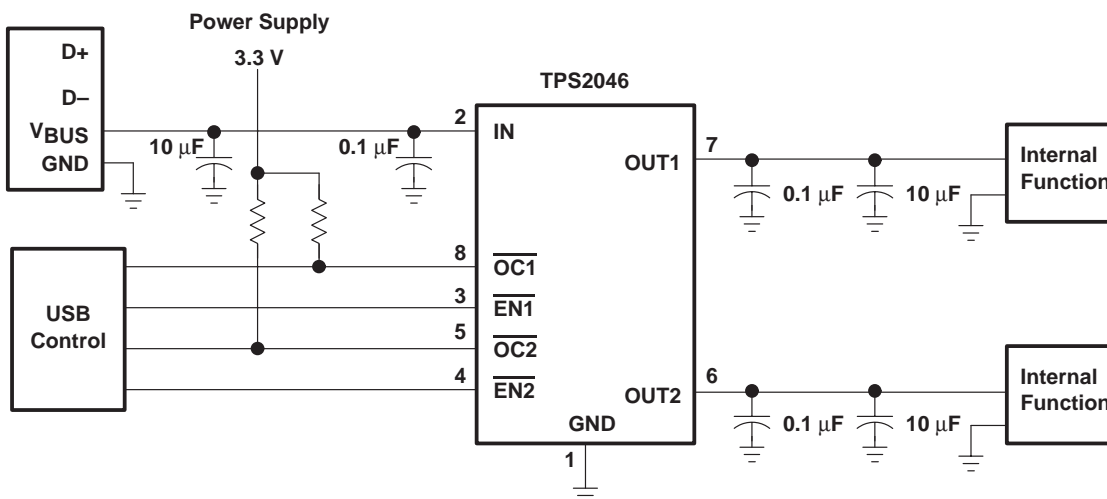 Power Supply
3.3 V
D+
D–
VBUS
GND
10 μF
0.1 μF
TPS2046
2
IN
7
OUT1
0.1 μF
10 μF
Internal
Function
8
OC1
3
EN1
5
OC2
4
EN2
USB
Control
6
OUT2
0.1 μF
10 μF
Internal
Function
GND
1